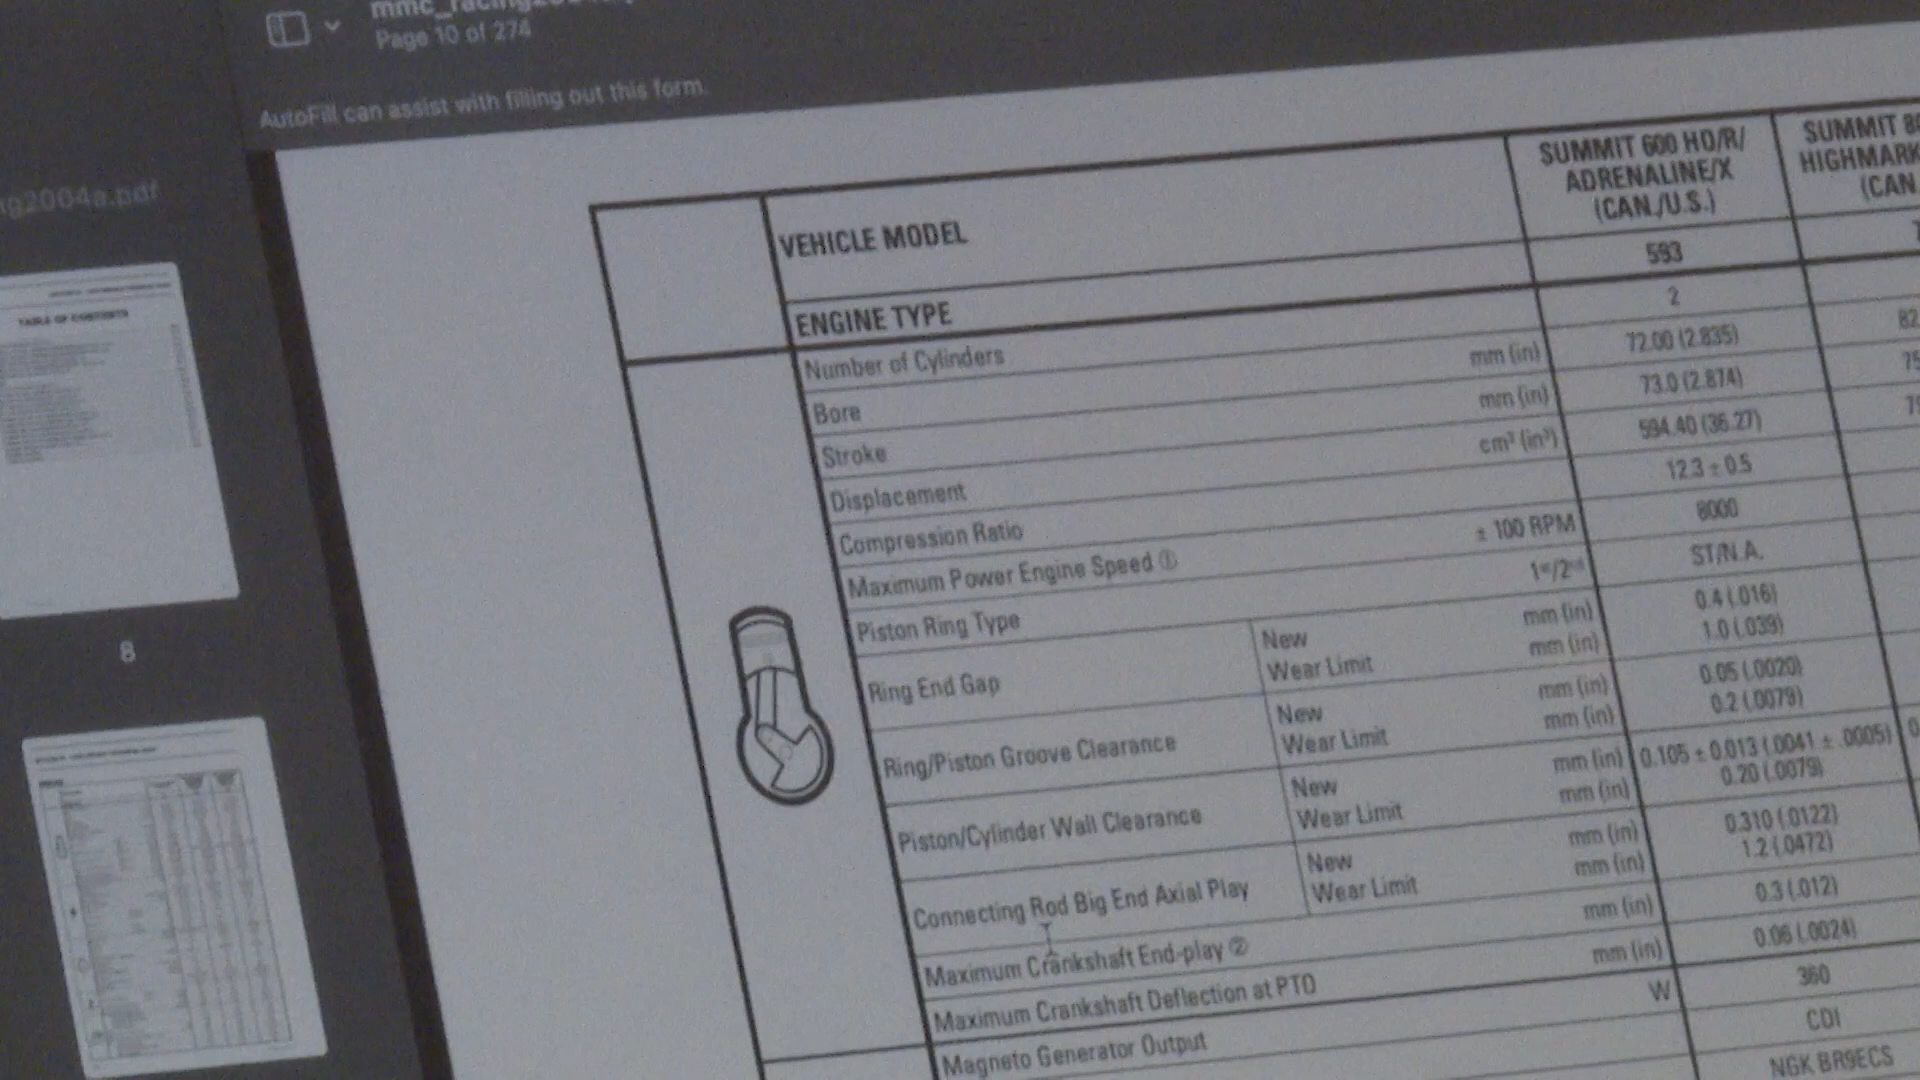 Page 10 of 274
AutoFill can assist with filling out this form.
TABLE OF CONTENTS
8
VEHICLE MODEL
SUMMIT 600 HO/R/
ADRENALINE/X
(CAN./U.S.)
SUMMIT
HIGHMARK
(CAN.
ENGINE TYPE
593
Number of Cylinders
2
Bore mm (in) 72.00 (2.835)
Stroke mm (in) 73.0 (2.874)
Displacement cm³ (in³) 594.40 (36.27)
Compression Ratio 12.3 ± 0.5
Maximum Power Engine Speed ① ± 100 RPM 8000
Piston Ring Type 1st/2nd ST/N.A.
Ring End Gap
New mm (in) 0.4 (.016)
Wear Limit mm (in) 1.0 (.039)
Ring/Piston Groove Clearance
New mm (in) 0.05 (.0020)
Wear Limit mm (in) 0.2 (.0079)
Piston/Cylinder Wall Clearance
New mm (in) 0.105 ± 0.013 (.0041 ± .0005)
Wear Limit mm (in) 0.20 (.0079)
Connecting Rod Big End Axial Play
New mm (in) 0.310 (.0122)
Wear Limit mm (in) 1.2 (.0472)
Maximum Crankshaft End-play ② mm (in) 0.3 (.012)
Maximum Crankshaft Deflection at PTO mm (in) 0.06 (.0024)
Magneto Generator Output W 360
CDI
NGK BR9ECS